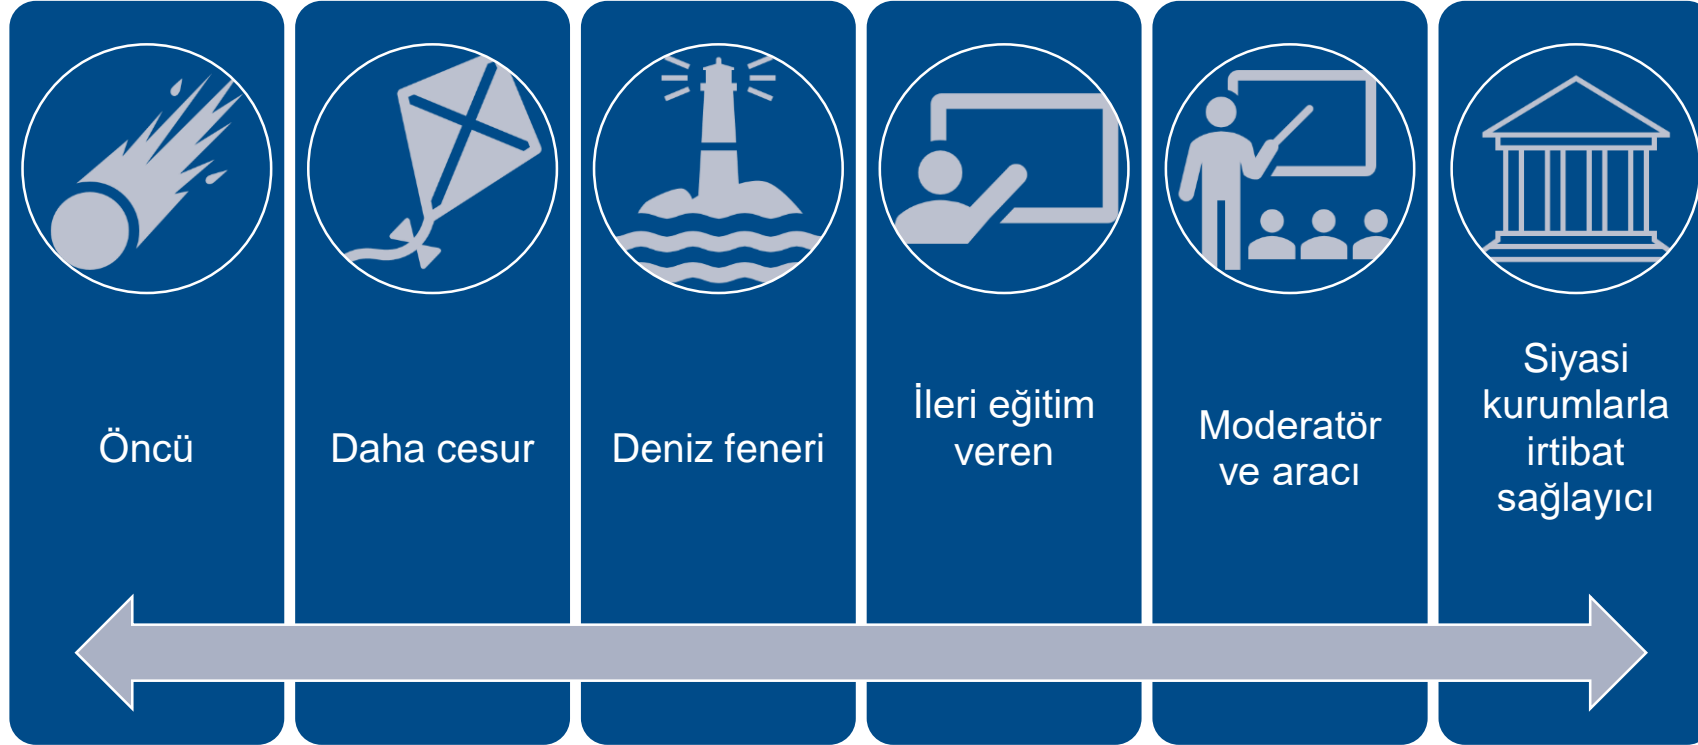 Öncü
Daha cesur
Deniz feneri
İleri eğitim
veren
Moderatör
ve aracı
Siyasi
kurumlarla
irtibat
sağlayıcı